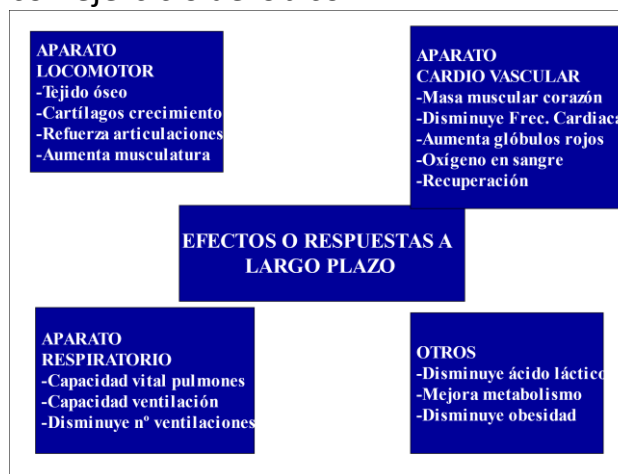 APARATO
LOCOMOTOR
-Tejido óseo
-Cartílagos crecimiento
-Refuerza articulaciones
-Aumenta musculatura
APARATO
CARDIO VASCULAR
-Masa muscular corazón
-Disminuye Frec. Cardiaca
-Aumenta glóbulos rojos
-Oxígeno en sangre
-Recuperación
EFECTOS O RESPUESTAS A
LARGO PLAZO
APARATO
RESPIRATORIO
-Capacidad vital pulmones
-Capacidad ventilación
-Disminuye nº ventilaciones
OTROS
-Disminuye ácido láctico
-Mejora metabolismo
-Disminuye obesidad